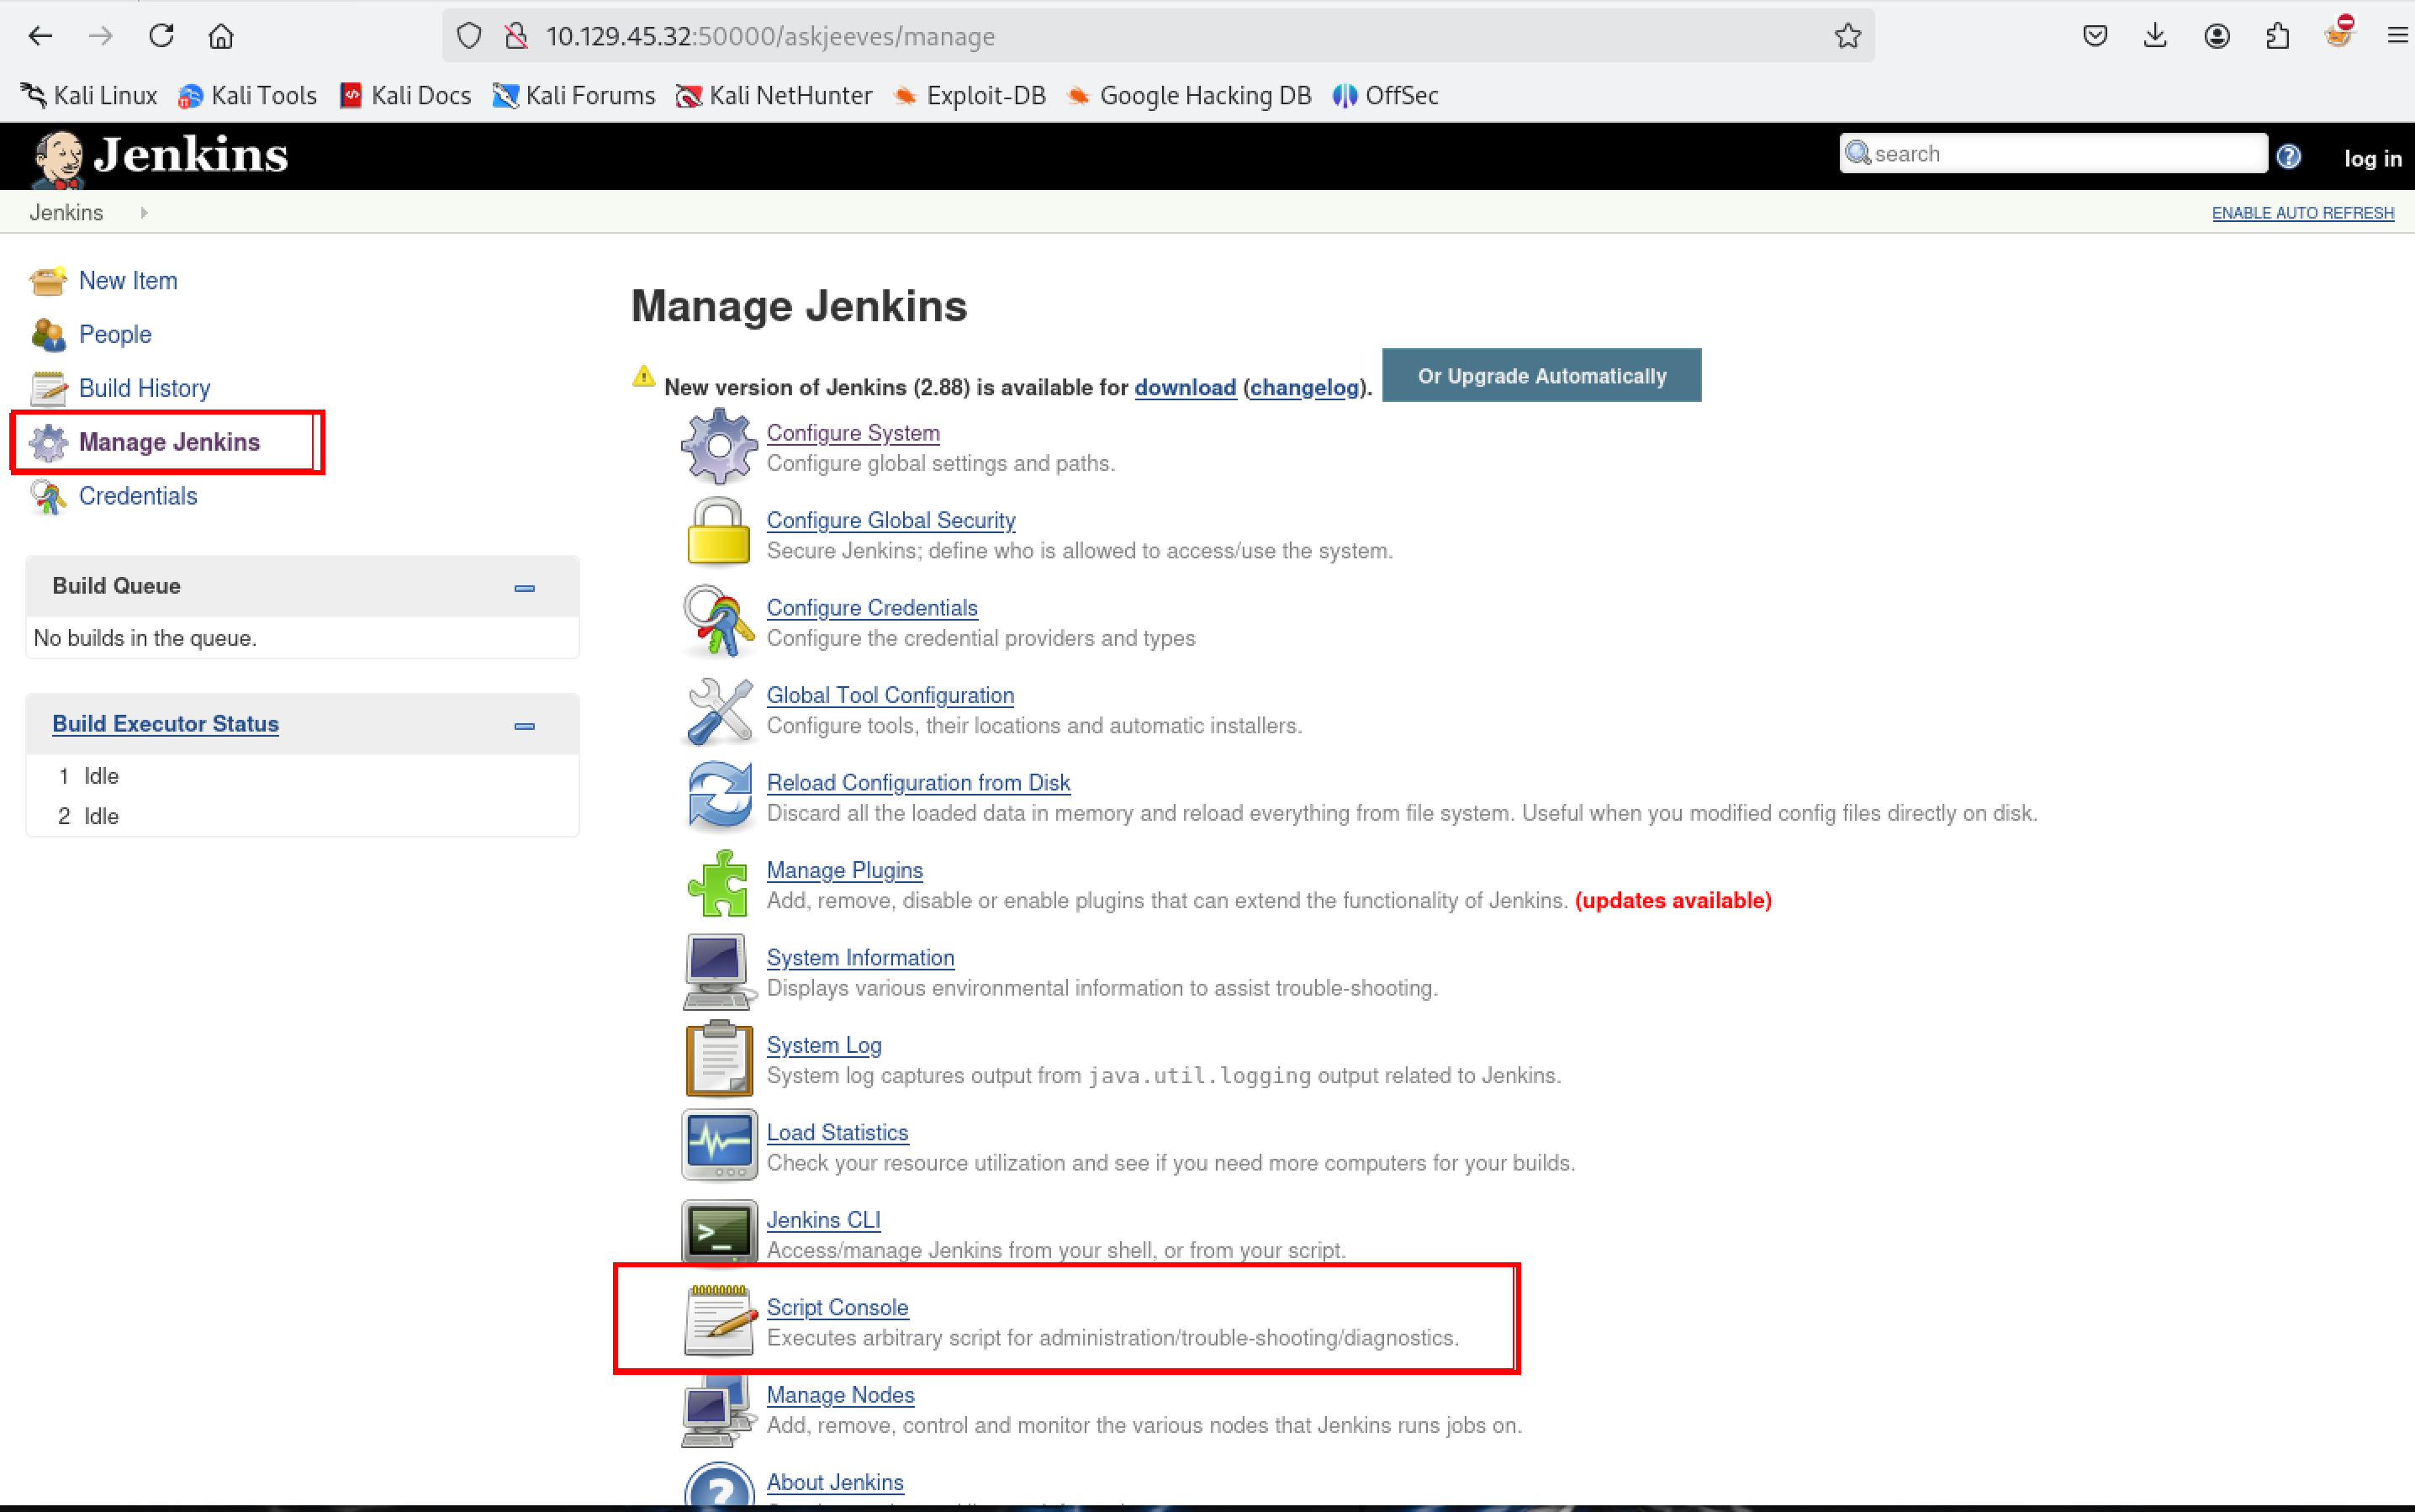 10.129.45.32:50000/askjeeves/manage
Kali Linux Kali Tools Kali Docs Kali Forums Kali NetHunter Exploit-DB Google Hacking DB OffSec
Jenkins search ? log in
Jenkins ENABLE AUTO REFRESH
New Item
People
Build History
Manage Jenkins
Credentials
Build Queue
No builds in the queue.
Build Executor Status
1 Idle
2 Idle
Manage Jenkins
New version of Jenkins (2.88) is available for download (changelog). Or Upgrade Automatically
Configure System
Configure global settings and paths.
Configure Global Security
Secure Jenkins; define who is allowed to access/use the system.
Configure Credentials
Configure the credential providers and types
Global Tool Configuration
Configure tools, their locations and automatic installers.
Reload Configuration from Disk
Discard all the loaded data in memory and reload everything from file system. Useful when you modified config files directly on disk.
Manage Plugins
Add, remove, disable or enable plugins that can extend the functionality of Jenkins. (updates available)
System Information
Displays various environmental information to assist trouble-shooting.
System Log
System log captures output from java.util.logging output related to Jenkins.
Load Statistics
Check your resource utilization and see if you need more computers for your builds.
Jenkins CLI
Access/manage Jenkins from your shell, or from your script.
Script Console
Executes arbitrary script for administration/trouble-shooting/diagnostics.
Manage Nodes
Add, remove, control and monitor the various nodes that Jenkins runs jobs on.
About Jenkins